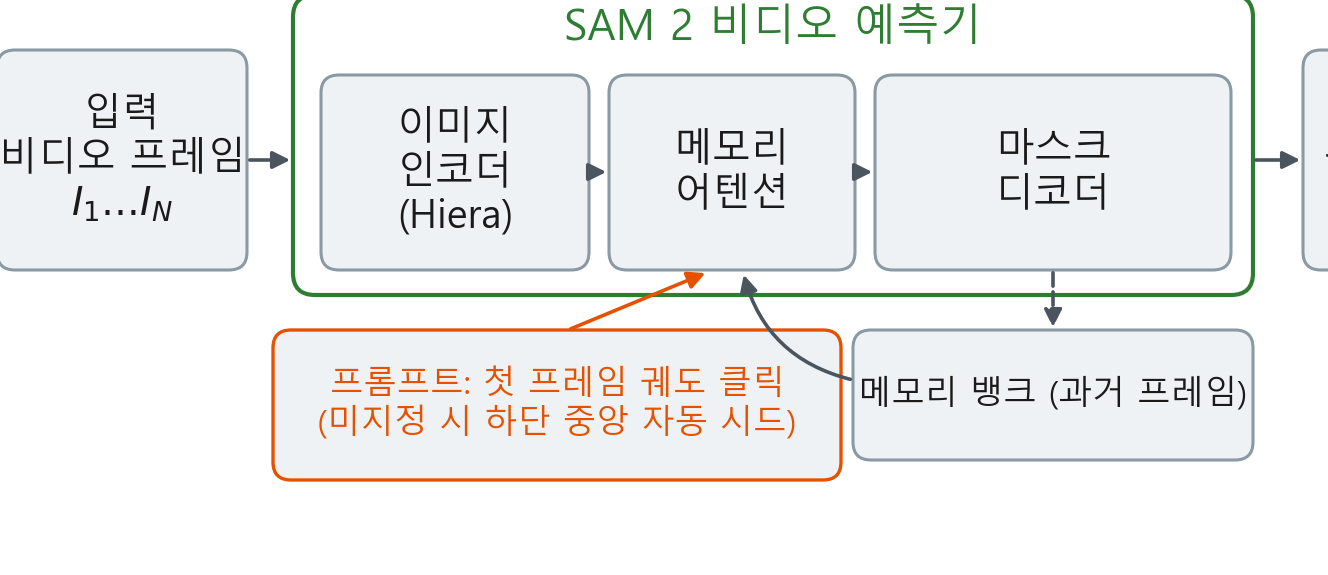 SAM 2 비디오 예측기
입력
비디오 프레임
I₁...I_N
이미지
인코더
(Hiera)
메모리
어텐션
마스크
디코더
프롬프트: 첫 프레임 궤도 클릭
(미지정 시 하단 중앙 자동 시드)
메모리 뱅크 (과거 프레임)